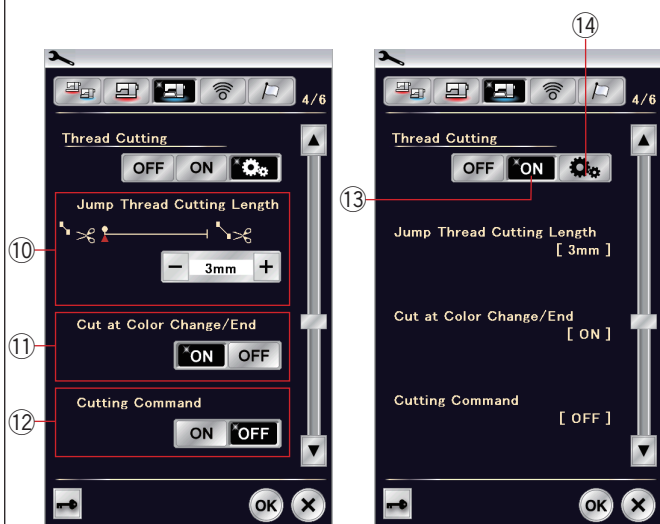 ⑭
4/6
Thread Cutting
OFF ON
Jump Thread Cutting Length
⑩
− 3mm +
Cut at Color Change/End
⑪
ON OFF
Cutting Command
⑫
ON OFF
OK X
4/6
Thread Cutting
OFF ON
⑬
Jump Thread Cutting Length
[ 3mm ]
Cut at Color Change/End
[ ON ]
Cutting Command
[ OFF ]
OK X